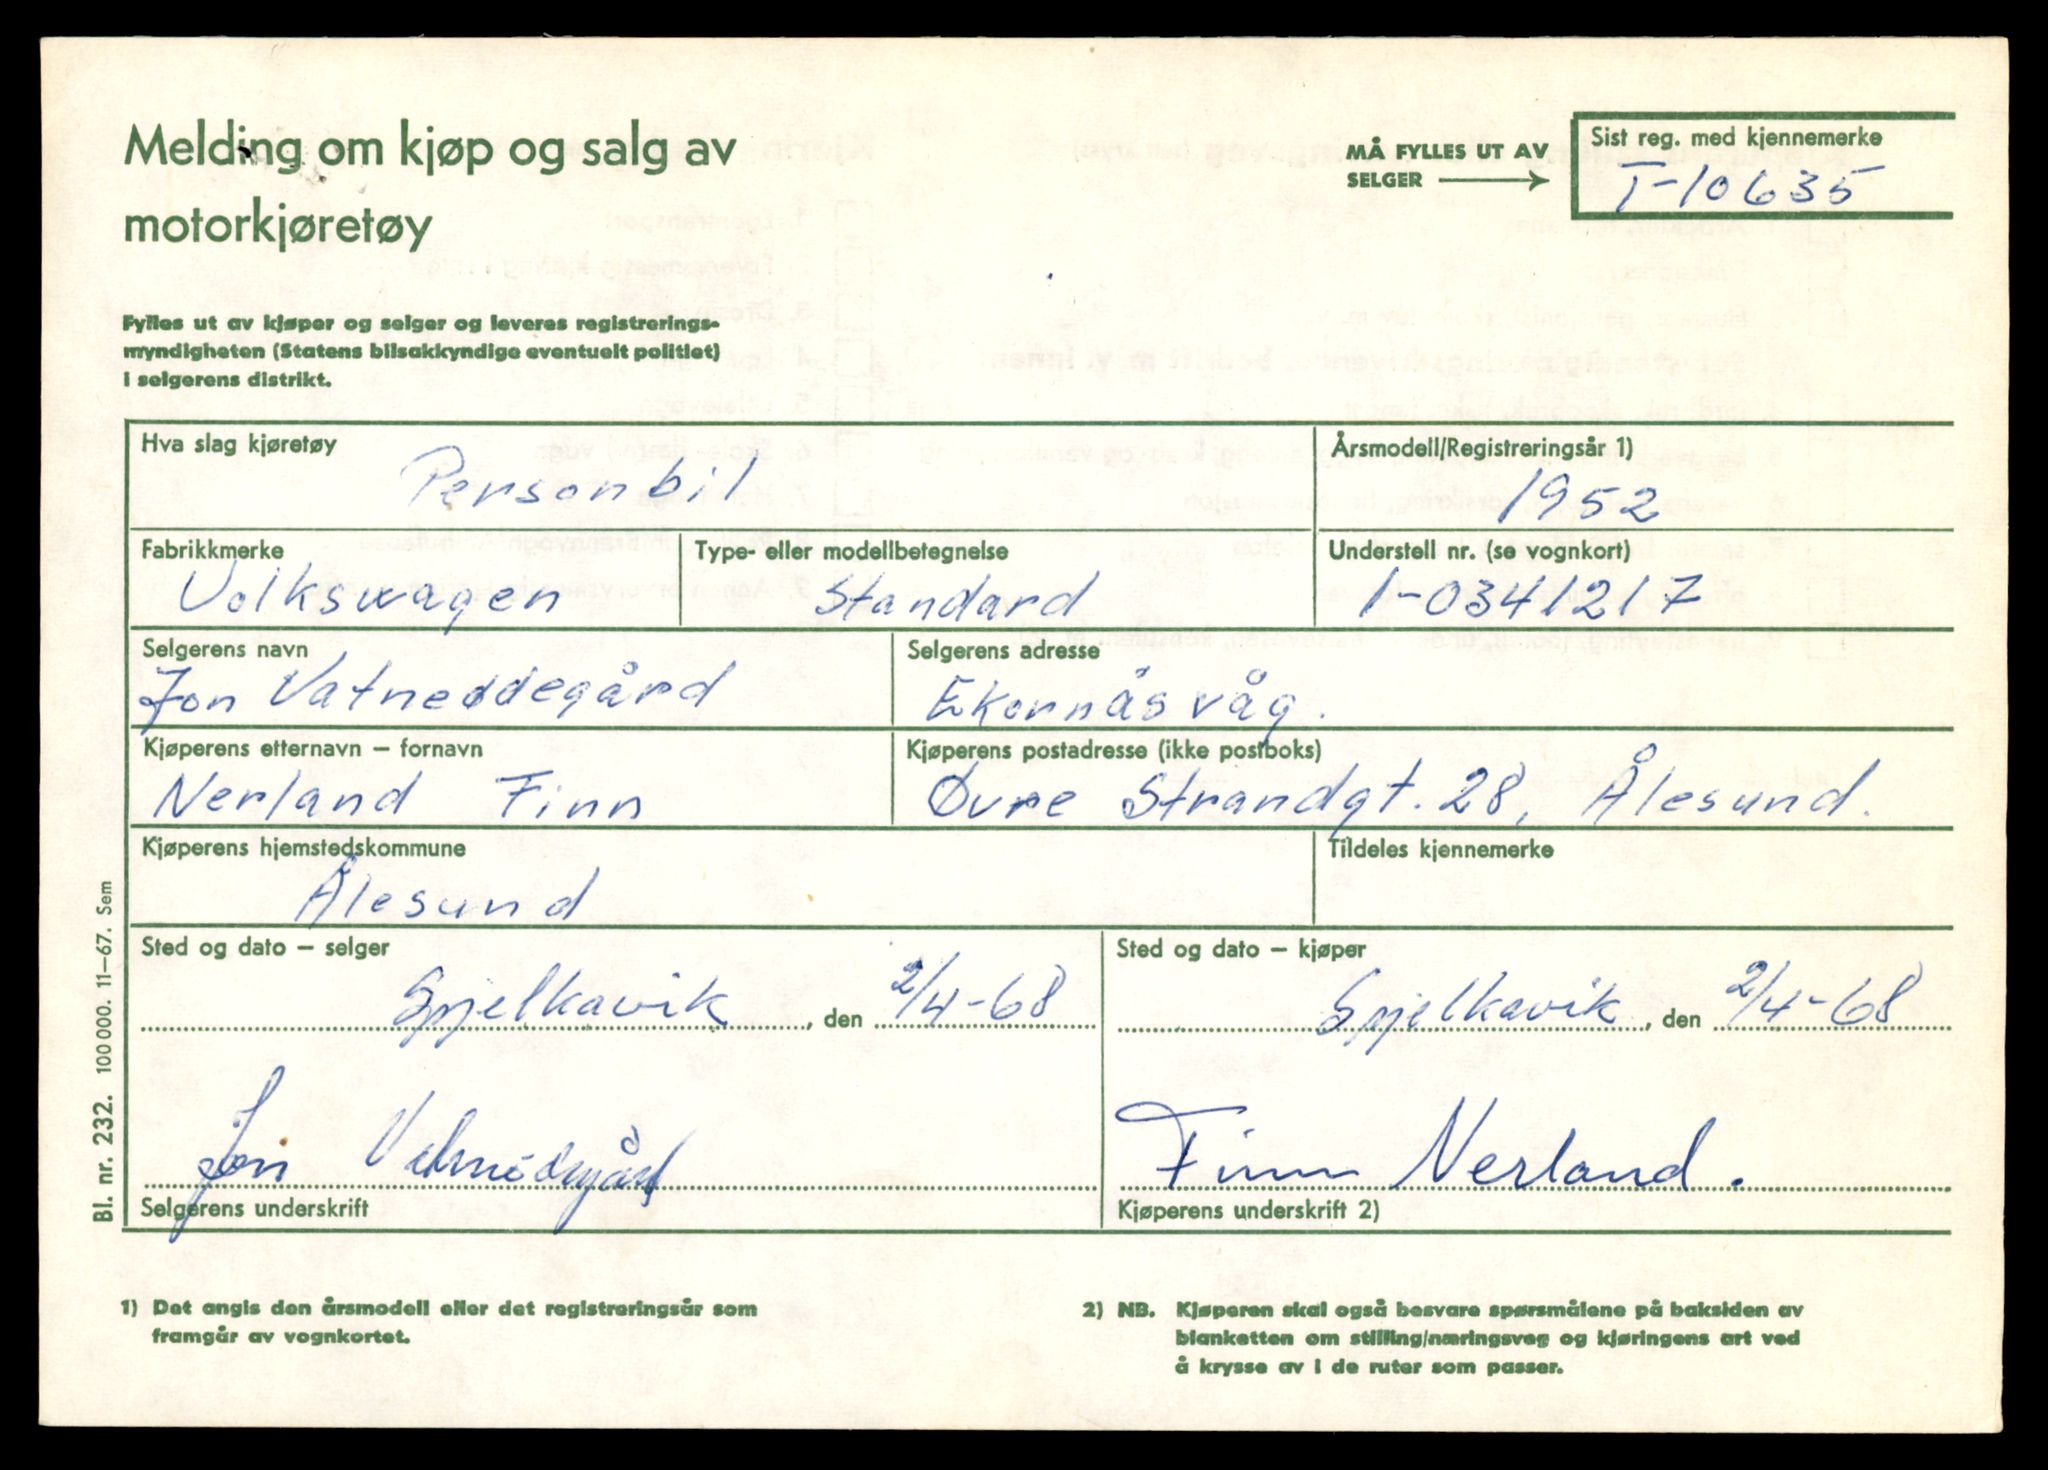 Melding om kjøp og salg av
motorkjøretøy
MÅ FYLLES UT AV
SELGER
Sist reg. med kjennemerke
T-10635
Fylles ut av kjøper og selger og leveres registrerings-
myndigheten (Statens bilsakkyndige eventuelt politiet)
i selgerens distrikt.
Hva slag kjøretøy
Personbil
Årsmodell/Registreringsår 1)
1952
Fabrikkmerke
Volkswagen
Type- eller modellbetegnelse
Standard
Understell nr. (se vognkort)
1-0341217
Selgerens navn
Jon Vatneødegård
Selgerens adresse
Ekornåsvåg.
Kjøperens etternavn – fornavn
Nerland Finn
Kjøperens postadresse (ikke postboks)
Øvre Strandgt. 28, Ålesund.
Kjøperens hjemstedskommune
Ålesund
Tildeles kjennemerke
Sted og dato – selger
Spjelkavik, den 2/4-68
Sted og dato – kjøper
Spjelkavik, den 2/4-68
Jon
Selgerens underskrift
Finn Nerland.
Kjøperens underskrift 2)
1) Det angis den årsmodell eller det registreringsår som
framgår av vognkortet.
2) NB. Kjøperen skal også besvare spørsmålene på baksiden av
blanketten om stilling/næringsveg og kjøringens art ved
å krysse av i de ruter som passer.
Bl. nr. 232. 100 000. 11–67. Sem